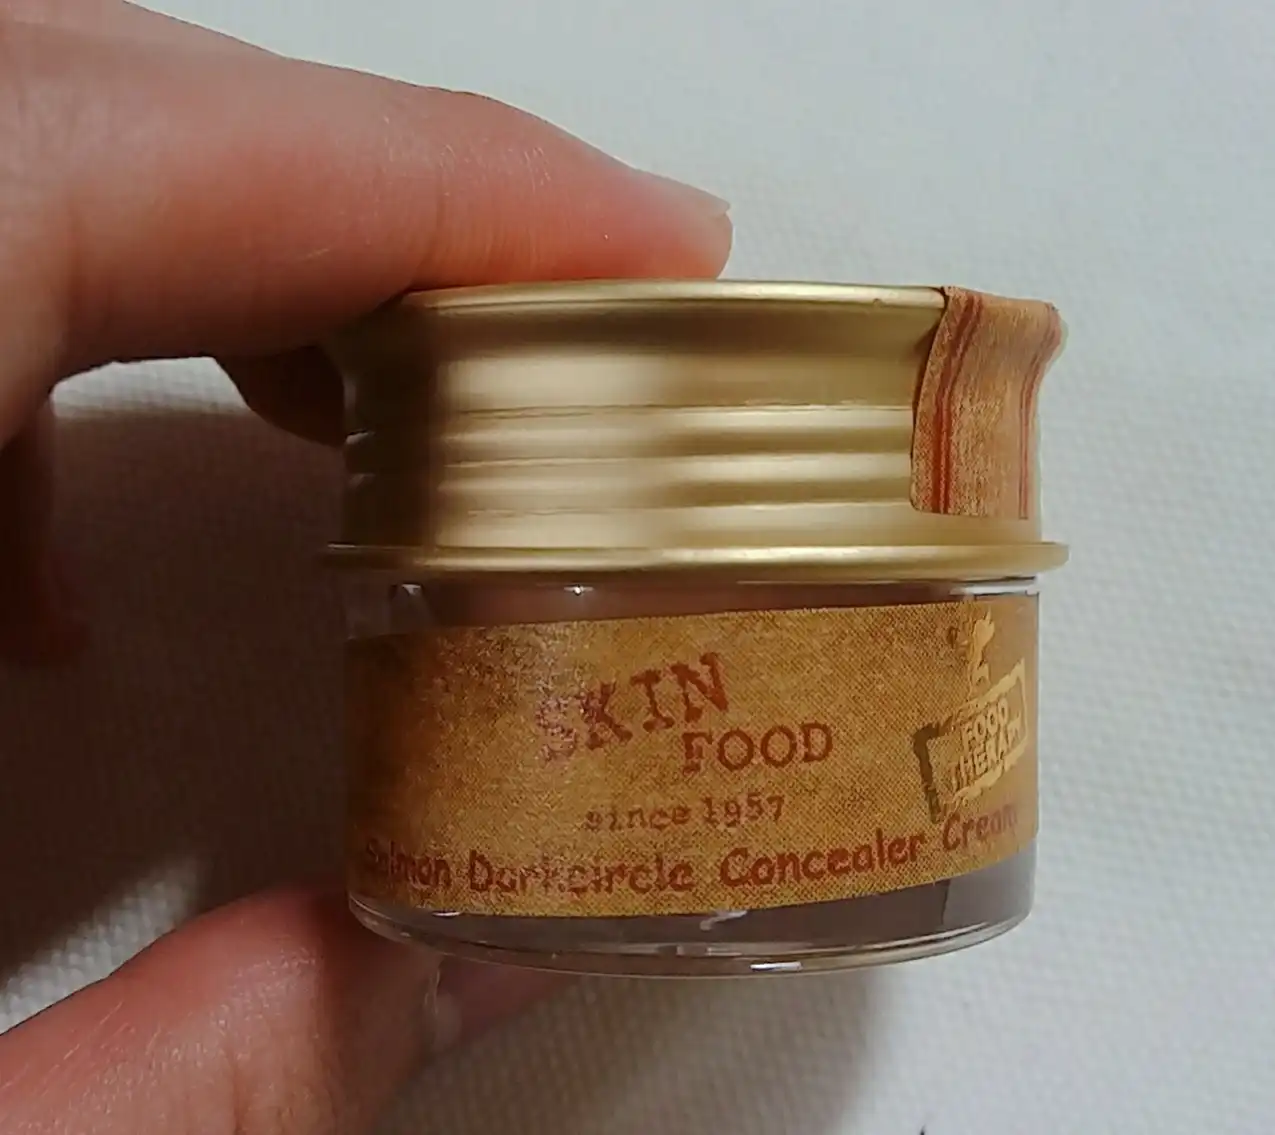 SKIN
FOOD
since 1957
Salmon Darkcircle Concealer Cream
FOOD
THERAPY